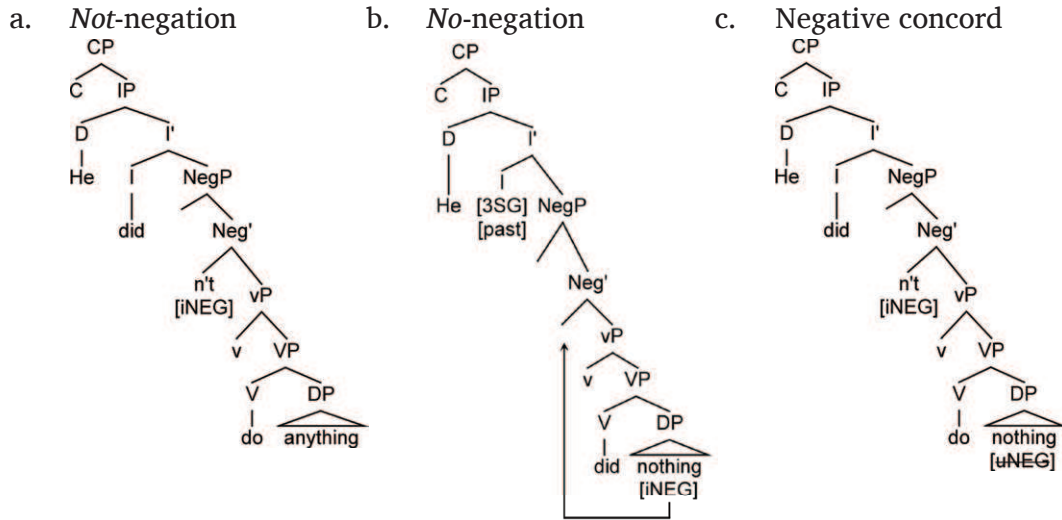 a. Not-negation b. No-negation c. Negative concord
CP CP CP
C IP C IP C IP
D I' D I' D I'
He I NegP He [3SG] NegP He I NegP
did Neg' [past] did Neg'
n't Neg' n't
[iNEG] vP [iNEG] vP
vP
v VP v VP
v VP
V DP V DP
V DP
do anything do nothing
did nothing [uNEG]
[iNEG]